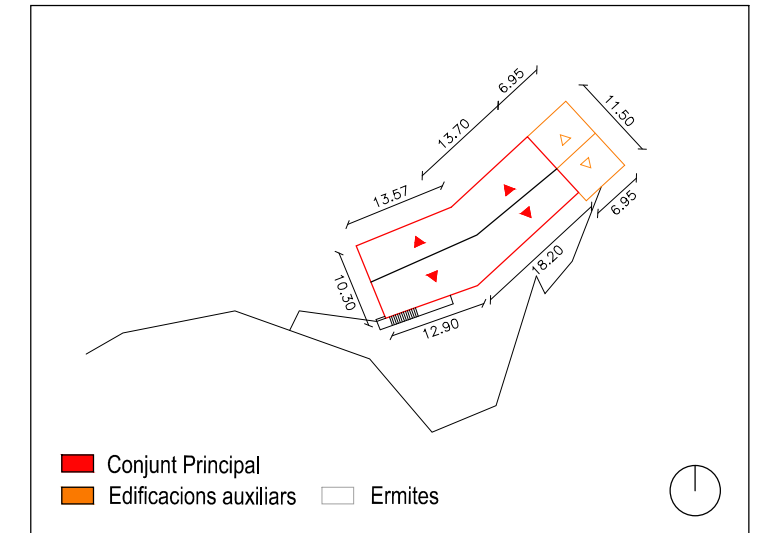 6.95
13.70
11.50
13.57
6.95
10.30
18.20
12.90
Conjunt Principal
Edificacions auxiliars
Ermites